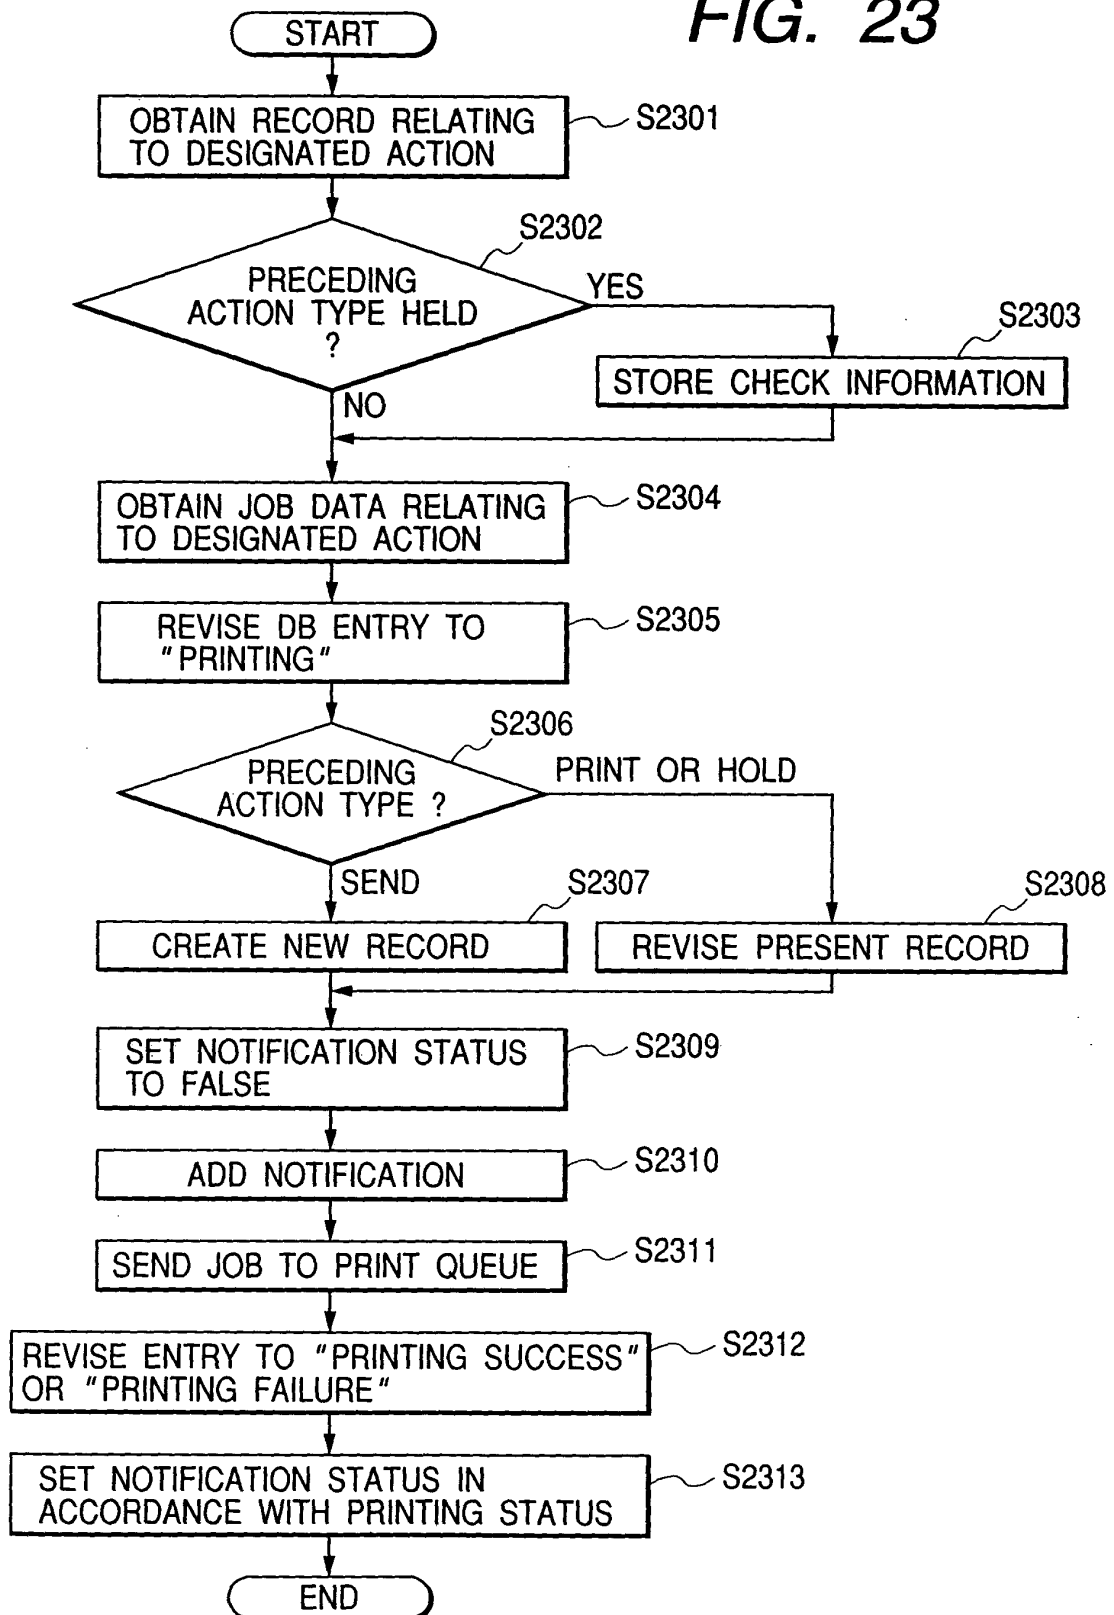 FIG. 23
START
OBTAIN RECORD RELATING
TO DESIGNATED ACTION
S2301
S2302
PRECEDING
ACTION TYPE HELD
?
YES
S2303
STORE CHECK INFORMATION
NO
OBTAIN JOB DATA RELATING
TO DESIGNATED ACTION
S2304
REVISE DB ENTRY TO
"PRINTING"
S2305
S2306
PRECEDING
ACTION TYPE ?
PRINT OR HOLD
SEND
S2307
S2308
CREATE NEW RECORD
REVISE PRESENT RECORD
SET NOTIFICATION STATUS
TO FALSE
S2309
ADD NOTIFICATION
S2310
SEND JOB TO PRINT QUEUE
S2311
REVISE ENTRY TO "PRINTING SUCCESS"
OR "PRINTING FAILURE"
S2312
SET NOTIFICATION STATUS IN
ACCORDANCE WITH PRINTING STATUS
S2313
END